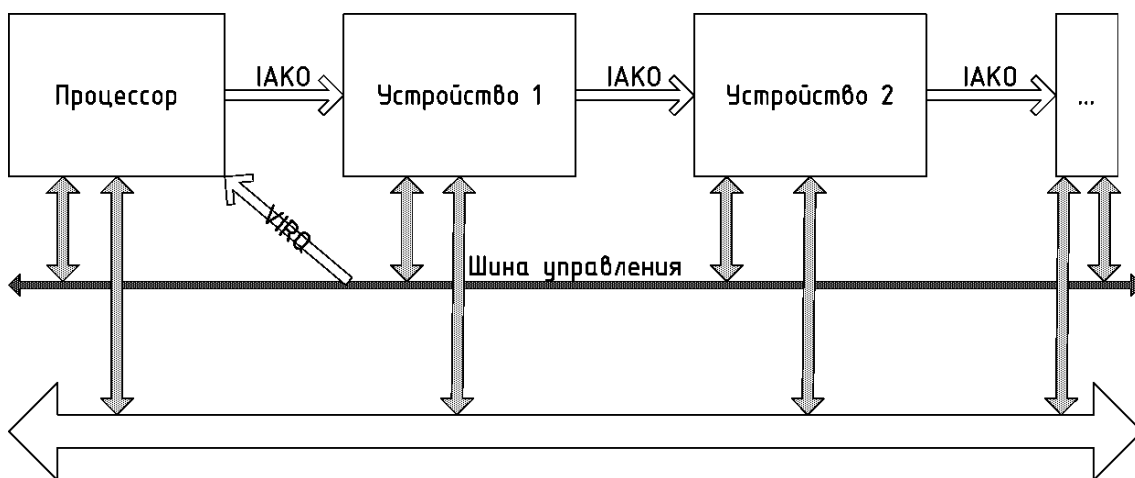 IAKO
IAKO
IAKO
Процессор
Устройство 1
Устройство 2
...
VIRQ
Шина управления